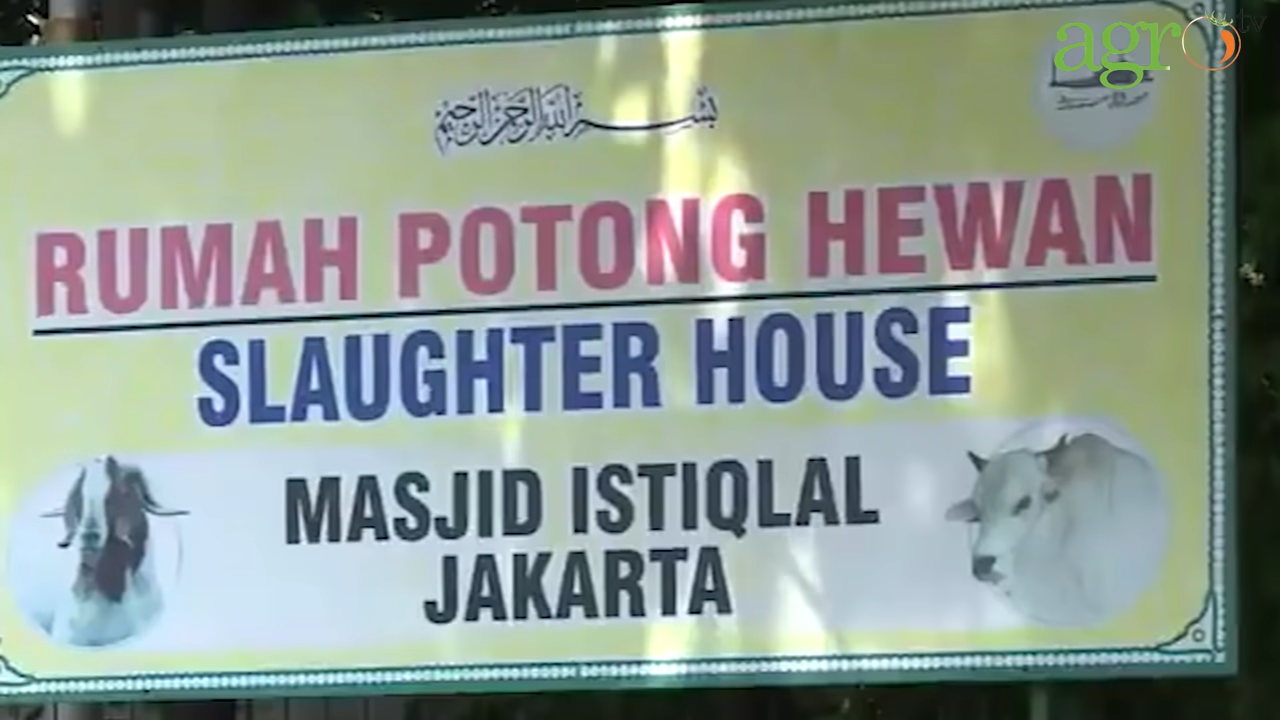 agro tv
بسم الله الرحمن الرحيم
RUMAH POTONG HEWAN
SLAUGHTER HOUSE
MASJID ISTIQLAL
JAKARTA